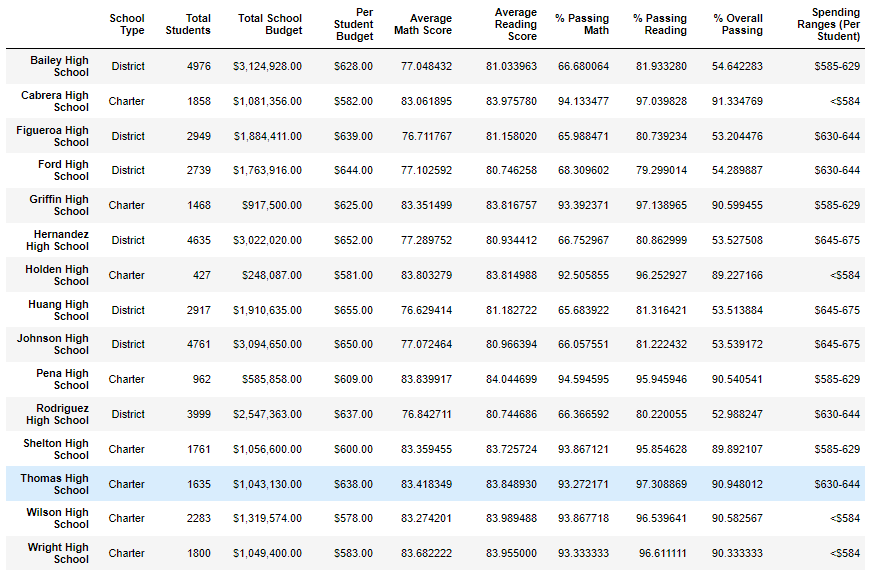 School Type Total Students Total School Budget Per Student Budget Average Math Score Average Reading Score % Passing Math % Passing Reading % Overall Passing Spending Ranges (Per Student)
Bailey High School District 4976 $3,124,928.00 $628.00 77.048432 81.033963 66.680064 81.933280 54.642283 $585-629
Cabrera High School Charter 1858 $1,081,356.00 $582.00 83.061895 83.975780 94.133477 97.039828 91.334769 <$584
Figueroa High School District 2949 $1,884,411.00 $639.00 76.711767 81.158020 65.988471 80.739234 53.204476 $630-644
Ford High School District 2739 $1,763,916.00 $644.00 77.102592 80.746258 68.309602 79.299014 54.289887 $630-644
Griffin High School Charter 1468 $917,500.00 $625.00 83.351499 83.816757 93.392371 97.138965 90.599455 $585-629
Hernandez High School District 4635 $3,022,020.00 $652.00 77.289752 80.934412 66.752967 80.862999 53.527508 $645-675
Holden High School Charter 427 $248,087.00 $581.00 83.803279 83.814988 92.505855 96.252927 89.227166 <$584
Huang High School District 2917 $1,910,635.00 $655.00 76.629414 81.182722 65.683922 81.316421 53.513884 $645-675
Johnson High School District 4761 $3,094,650.00 $650.00 77.072464 80.966394 66.057551 81.222432 53.539172 $645-675
Pena High School Charter 962 $585,858.00 $609.00 83.839917 84.044699 94.594595 95.945946 90.540541 $585-629
Rodriguez High School District 3999 $2,547,363.00 $637.00 76.842711 80.744686 66.366592 80.220055 52.988247 $630-644
Shelton High School Charter 1761 $1,056,600.00 $600.00 83.359455 83.725724 93.867121 95.854628 89.892107 $585-629
Thomas High School Charter 1635 $1,043,130.00 $638.00 83.418349 83.848930 93.272171 97.308869 90.948012 $630-644
Wilson High School Charter 2283 $1,319,574.00 $578.00 83.274201 83.989488 93.867718 96.539641 90.582567 <$584
Wright High School Charter 1800 $1,049,400.00 $583.00 83.682222 83.955000 93.333333 96.611111 90.333333 <$584